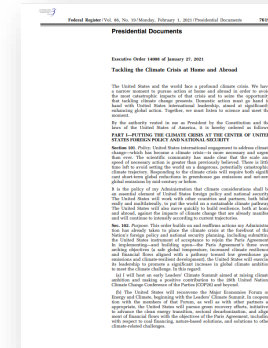 Federal Register / Vol. 86, No. 19 / Monday, February 1, 2021 / Presidential Documents
Presidential Documents
Executive Order 14008 of January 27, 2021
Tackling the Climate Crisis at Home and Abroad
The United States and the world face a profound climate crisis. We have
a narrow moment to pursue action at home and abroad in order to avoid
the most catastrophic impacts of that crisis and to seize the opportunity
that tackling climate change presents. Domestic action must go hand in
hand with United States international leadership, aimed at significantly
enhancing global action. Together, we must listen to science and meet the
moment.
By the authority vested in me as President by the Constitution and the
laws of the United States of America, it is hereby ordered as follows:
PART I—PUTTING THE CLIMATE CRISIS AT THE CENTER OF UNITED
STATES FOREIGN POLICY AND NATIONAL SECURITY
Section 101. Policy. United States international engagement to address climate
change—which has become a climate crisis—is more necessary and urgent
than ever. The scientific community has made clear that the scale and
speed of necessary action is greater than previously believed. There is little
time left to avoid setting the world on a dangerous, potentially catastrophic,
climate trajectory. Responding to the climate crisis will require both signifi-
cant short-term global reductions in greenhouse gas emissions and net-zero
global emissions by mid-century or before.
It is the policy of my Administration that climate considerations shall be
an essential element of United States foreign policy and national security.
The United States will work with other countries and partners, both bilat-
erally and multilaterally, to put the world on a sustainable climate pathway.
The United States will also move quickly to build resilience, both at home
and abroad, against the impacts of climate change that are already manifest
and will continue to intensify according to current trajectories.
Sec. 102. Purpose. This order builds on and reaffirms actions my Administra-
tion has already taken to place the climate crisis at the forefront of this
Nation's foreign policy and national security planning, including submitting
the United States instrument of acceptance to rejoin the Paris Agreement.
In implementing—and building upon—the Paris Agreement's three over-
arching objectives (a safe global temperature, increased climate resilience,
and financial flows aligned with a pathway toward low greenhouse gas
emissions and climate-resilient development), the United States will exercise
its leadership to promote a significant increase in global climate ambition
to meet the climate challenge. In this regard:
(a) I will host an early Leaders' Climate Summit aimed at raising climate
ambition and making a positive contribution to the 26th United Nations
Climate Change Conference of the Parties (COP26) and beyond.
(b) The United States will reconvene the Major Economies Forum on
Energy and Climate, beginning with the Leaders' Climate Summit. In coopera-
tion with the members of that Forum, as well as with other partners as
appropriate, the United States will pursue green recovery efforts, initiatives
to advance the clean energy transition, sectoral decarbonization, and align-
ment of financial flows with the objectives of the Paris Agreement, including
with respect to coal financing, nature-based solutions, and solutions to other
climate-related challenges.